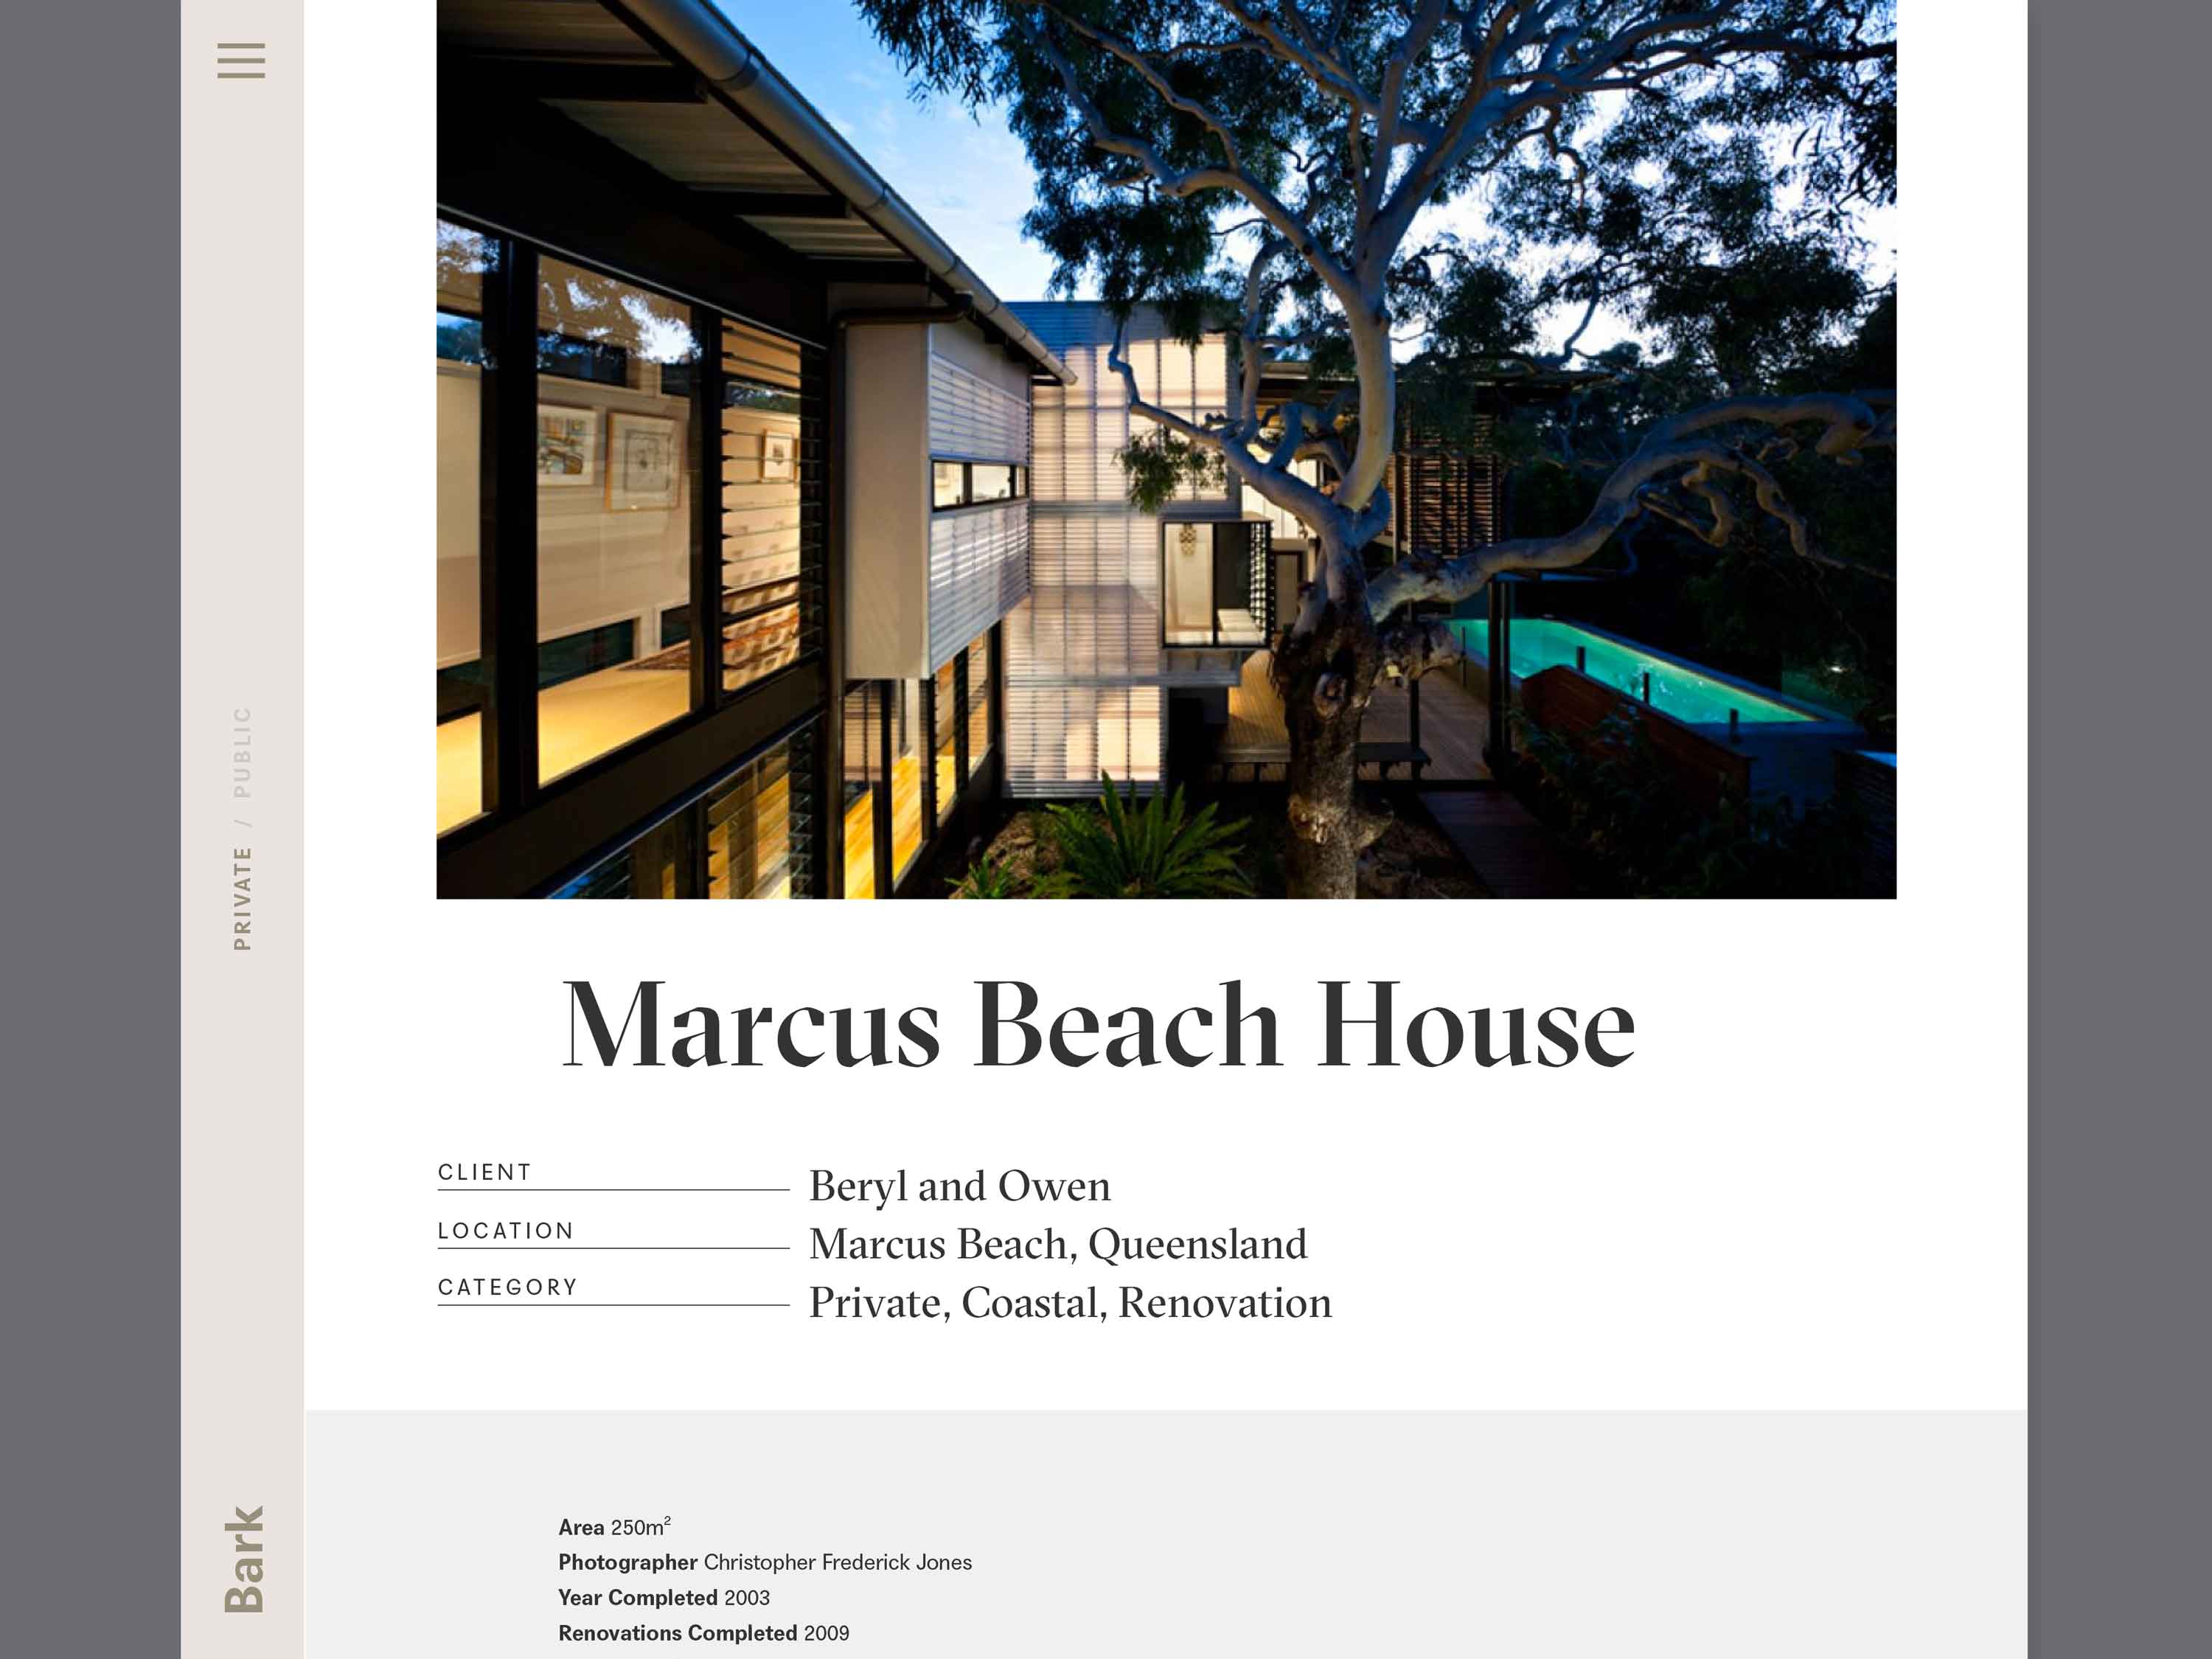 PRIVATE / PUBLIC
Bark
Marcus Beach House
CLIENT
Beryl and Owen
LOCATION
Marcus Beach, Queensland
CATEGORY
Private, Coastal, Renovation
Area 250m²
Photographer Christopher Frederick Jones
Year Completed 2003
Renovations Completed 2009